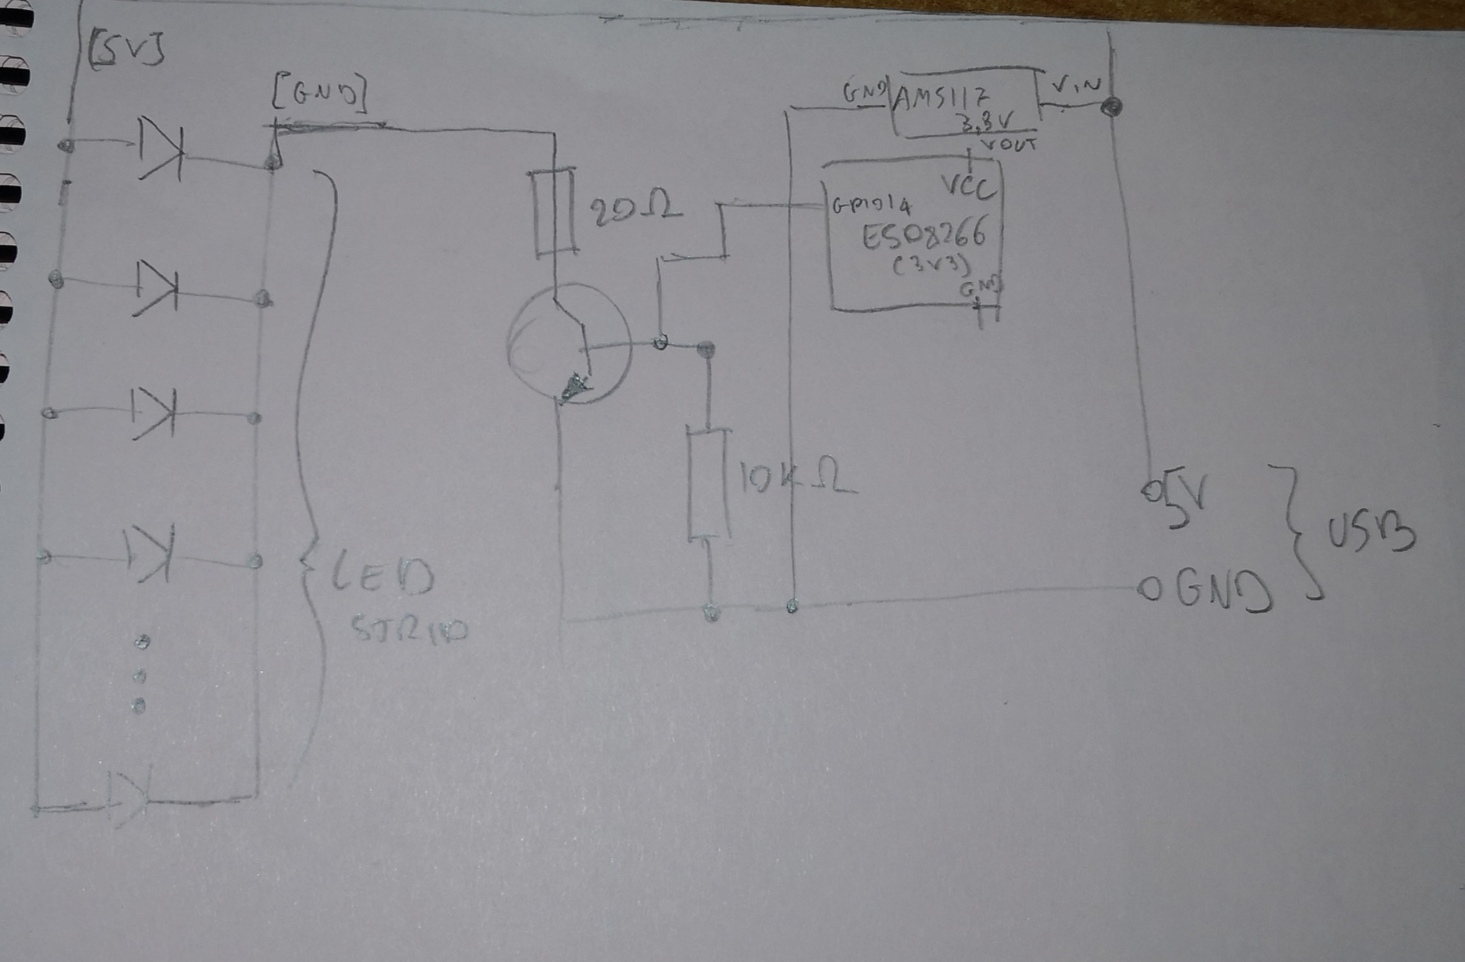 [5V]
[GND]
GND
AMS117
3,3V
VIN
VOUT
VCC
GPIO14
ESP8266
(3V3)
GND
20Ω
10KΩ
5V
GND
USB
LED
STRIP